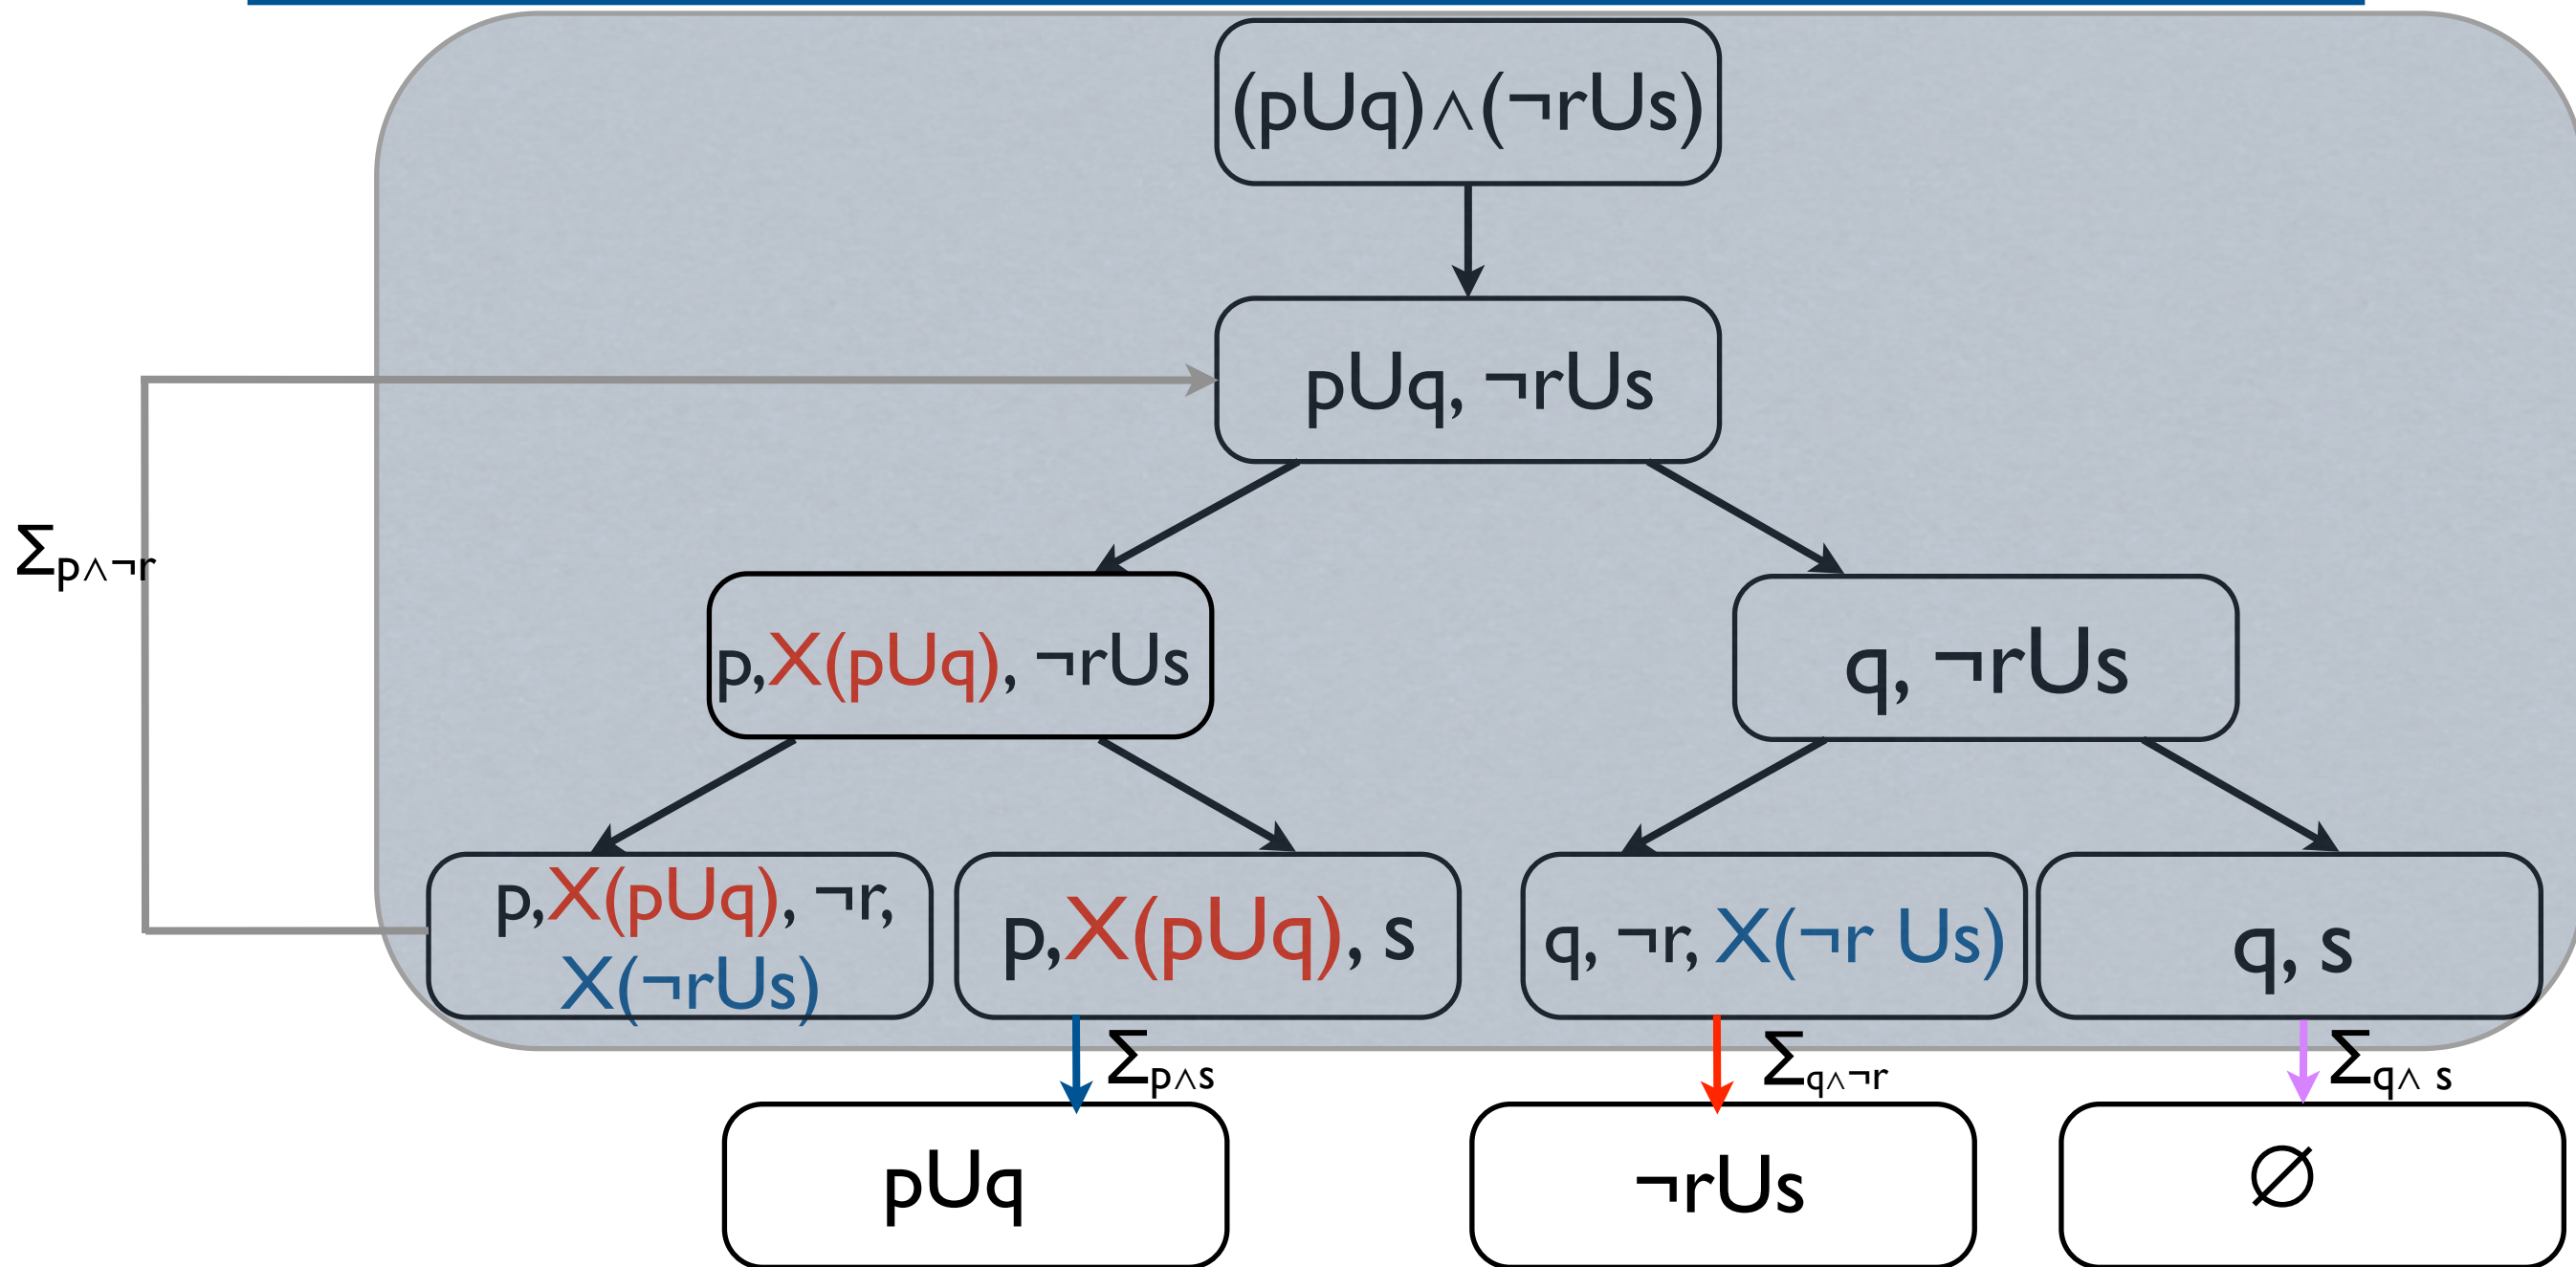 (pUq)∧(¬rUs)
pUq, ¬rUs
Σp∧¬r
p,X(pUq), ¬rUs
q, ¬rUs
p,X(pUq), ¬r,
X(¬rUs)
p,X(pUq), s
q, ¬r, X(¬r Us)
q, s
Σp∧s
Σq∧¬r
Σq∧ s
pUq
¬rUs
∅